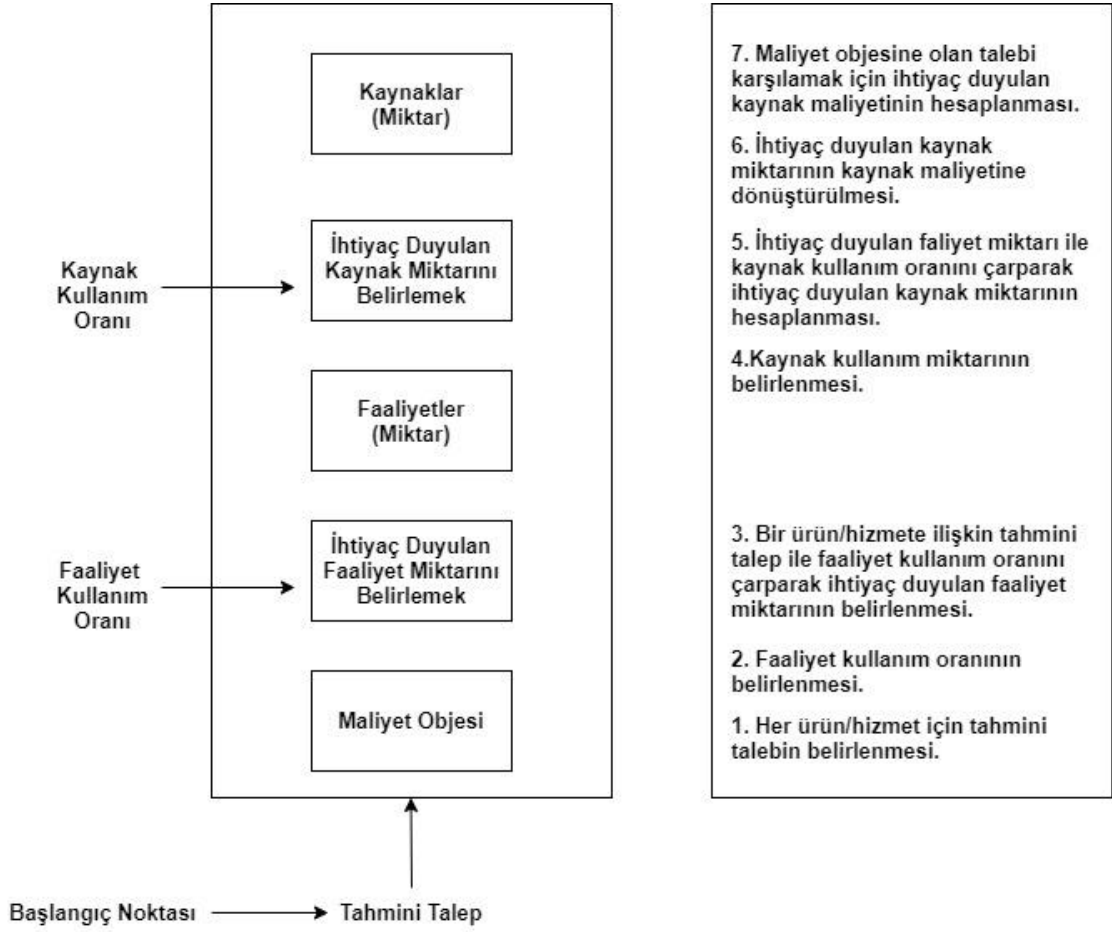 Kaynaklar
(Miktar)
İhtiyaç Duyulan
Kaynak Miktarını
Belirlemek
Kaynak
Kullanım
Oranı
Faaliyetler
(Miktar)
İhtiyaç Duyulan
Faaliyet Miktarını
Belirlemek
Faaliyet
Kullanım
Oranı
Maliyet Objesi
Başlangıç Noktası
Tahmini Talep
7. Maliyet objesine olan talebi
karşılamak için ihtiyaç duyulan
kaynak maliyetinin hesaplanması.
6. İhtiyaç duyulan kaynak
miktarının kaynak maliyetine
dönüştürülmesi.
5. İhtiyaç duyulan faliyet miktarı ile
kaynak kullanım oranını çarparak
ihtiyaç duyulan kaynak miktarının
hesaplanması.
4.Kaynak kullanım miktarının
belirlenmesi.
3. Bir ürün/hizmete ilişkin tahmini
talep ile faaliyet kullanım oranını
çarparak ihtiyaç duyulan faaliyet
miktarının belirlenmesi.
2. Faaliyet kullanım oranının
belirlenmesi.
1. Her ürün/hizmet için tahmini
talebin belirlenmesi.